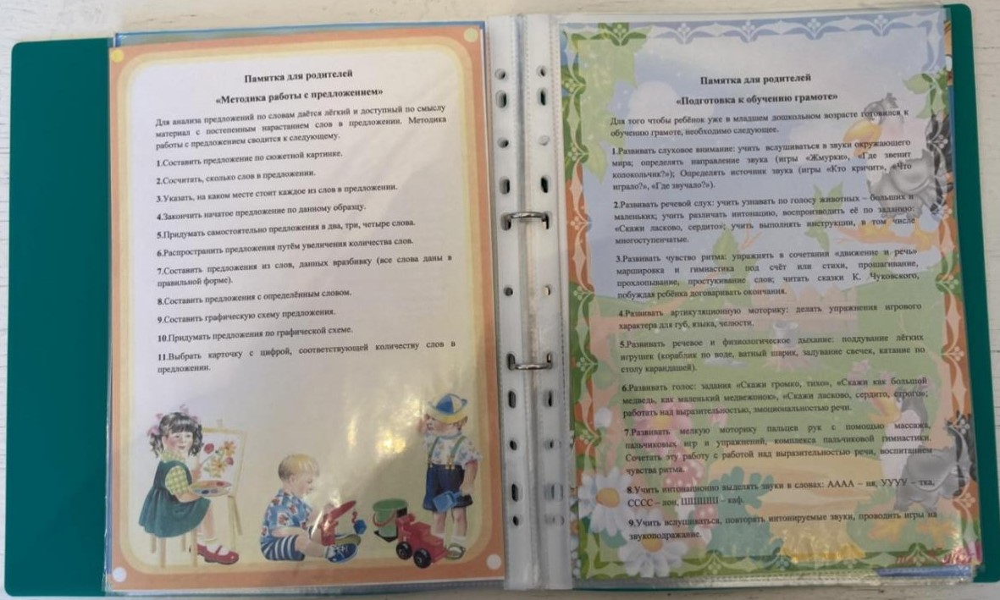 Памятка для родителей
«Методика работы с предложением»
Для анализа предложений по словам даётся лёгкий и доступный по смыслу
материал с постепенным нарастанием слов в предложении. Методика
работы с предложением сводится к следующему.
1.Составить предложение по сюжетной картинке.
2.Сосчитать, сколько слов в предложении.
3.Указать, на каком месте стоит каждое из слов в предложении.
4.Закончить начатое предложение по данному образцу.
5.Придумать самостоятельно предложения в два, три, четыре слова.
6.Распространить предложения путём увеличения количества слов.
7.Составить предложения из слов, данных вразбивку (все слова даны в
правильной форме).
8.Составить предложения с определённым словом.
9.Составить графическую схему предложения.
10.Придумать предложения по графической схеме.
11.Выбрать карточку с цифрой, соответствующей количеству слов в
предложении.
Памятка для родителей
«Подготовка к обучению грамоте»
Для того чтобы ребёнок уже в младшем дошкольном возрасте готовился к
обучению грамоте, необходимо следующее.
1.Развивать слуховое внимание: учить вслушиваться в звуки окружающего
мира; определять направление звука (игры «Жмурки», «Где звенит
колокольчик?»); Определять источник звука (игры «Кто кричит», «Что
играло?», «Где звучало?»).
2.Развивать речевой слух: учить узнавать по голосу животных – больших и
маленьких; учить различать интонацию, воспроизводить её по заданию:
«Скажи ласково, сердито»; учить выполнять инструкции, в том числе
многоступенчатые.
3.Развивать чувство ритма: упражнять в сочетании «движение и речь»
маршировка и гимнастика под счёт или стихи, прошагивание,
прохлопывание, простукивание слов; читать сказки К. Чуковского,
побуждая ребёнка договаривать окончания.
4.Развивать артикуляционную моторику: делать упражнения игрового
характера для губ, языка, челюсти.
5.Развивать речевое и физиологическое дыхание: поддувание лёгких
игрушек (кораблик по воде, ватный шарик, задувание свечек, катание по
столу карандашей).
6.Развивать голос: задания «Скажи громко, тихо», «Скажи как большой
медведь, как маленький медвежонок», «Скажи ласково, сердито, строго»;
работать над выразительностью, эмоциональностью речи.
7.Развивать мелкую моторику пальцев рук с помощью массажа,
пальчиковых игр и упражнений, комплекса пальчиковой гимнастики.
Сочетать эту работу с работой над выразительностью речи, воспитанием
чувства ритма.
8.Учить интонационно выделять звуки в словах: АААА – ня, УУУУ – тка,
СССС – лон, ШШШШ – каф.
9.Учить вслушиваться, повторять интонируемые звуки, проводить игры на
звукоподражание.